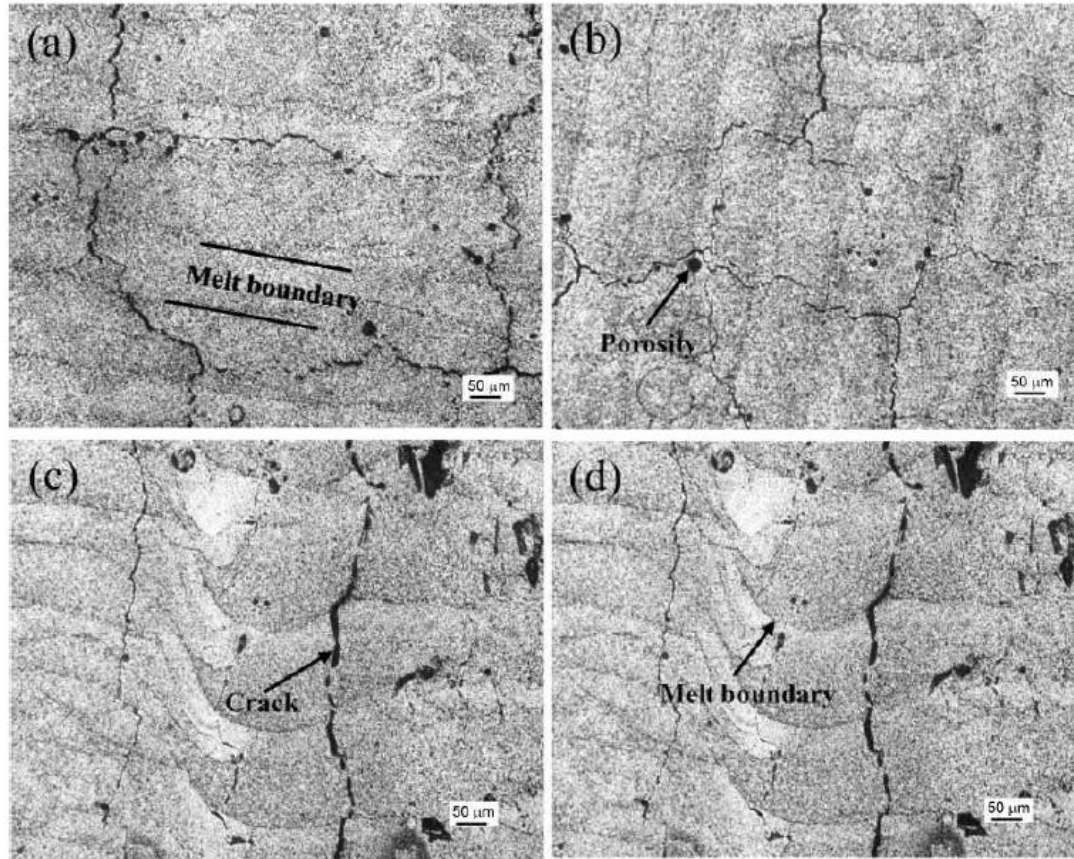 (a)
Melt boundary
50 μm
(b)
Porosity
50 μm
(c)
Crack
50 μm
(d)
Melt boundary
50 μm